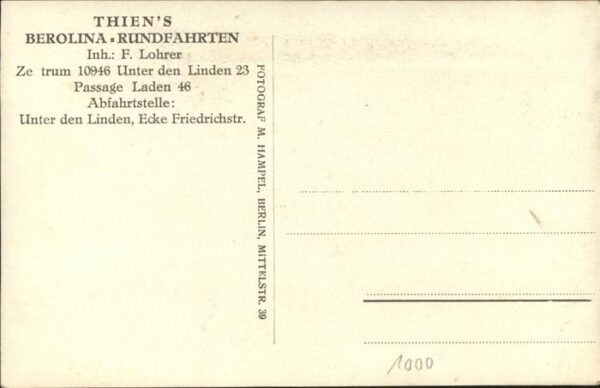 THIEN'S
BEROLINA-RUNDFAHRTEN
Inh.: F. Lohrer
Ze trum 10946 Unter den Linden 23
Passage Laden 46
Abfahrtstelle:
Unter den Linden, Ecke Friedrichstr.
FOTOGRAF M. HAMPEL, BERLIN, MITTELSTR. 39
1000